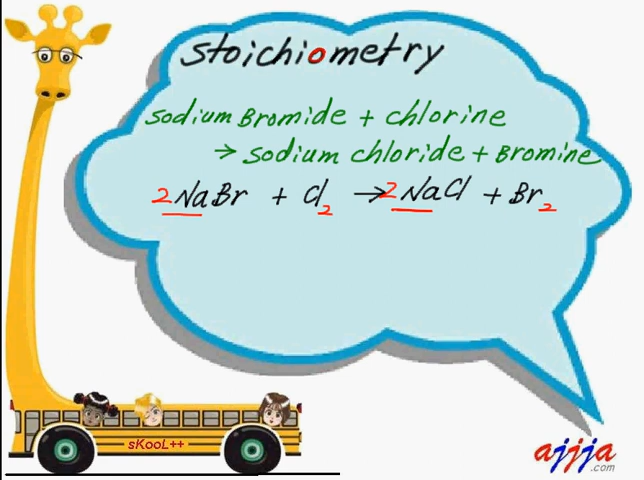 Stoichiometry
Sodium Bromide + chlorine
→ sodium chloride + Bromine
2NaBr + Cl₂ → 2NaCl + Br₂
sKooL++
ajjja
.com